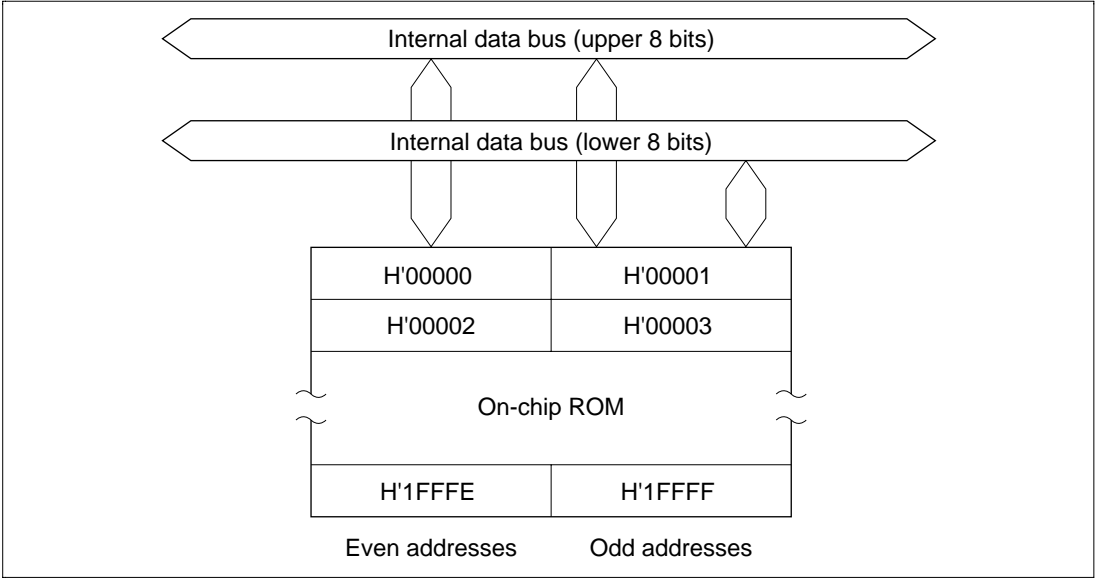 Internal data bus (upper 8 bits)
Internal data bus (lower 8 bits)
H'00000 H'00001
H'00002 H'00003
On-chip ROM
H'1FFFE H'1FFFF
Even addresses Odd addresses